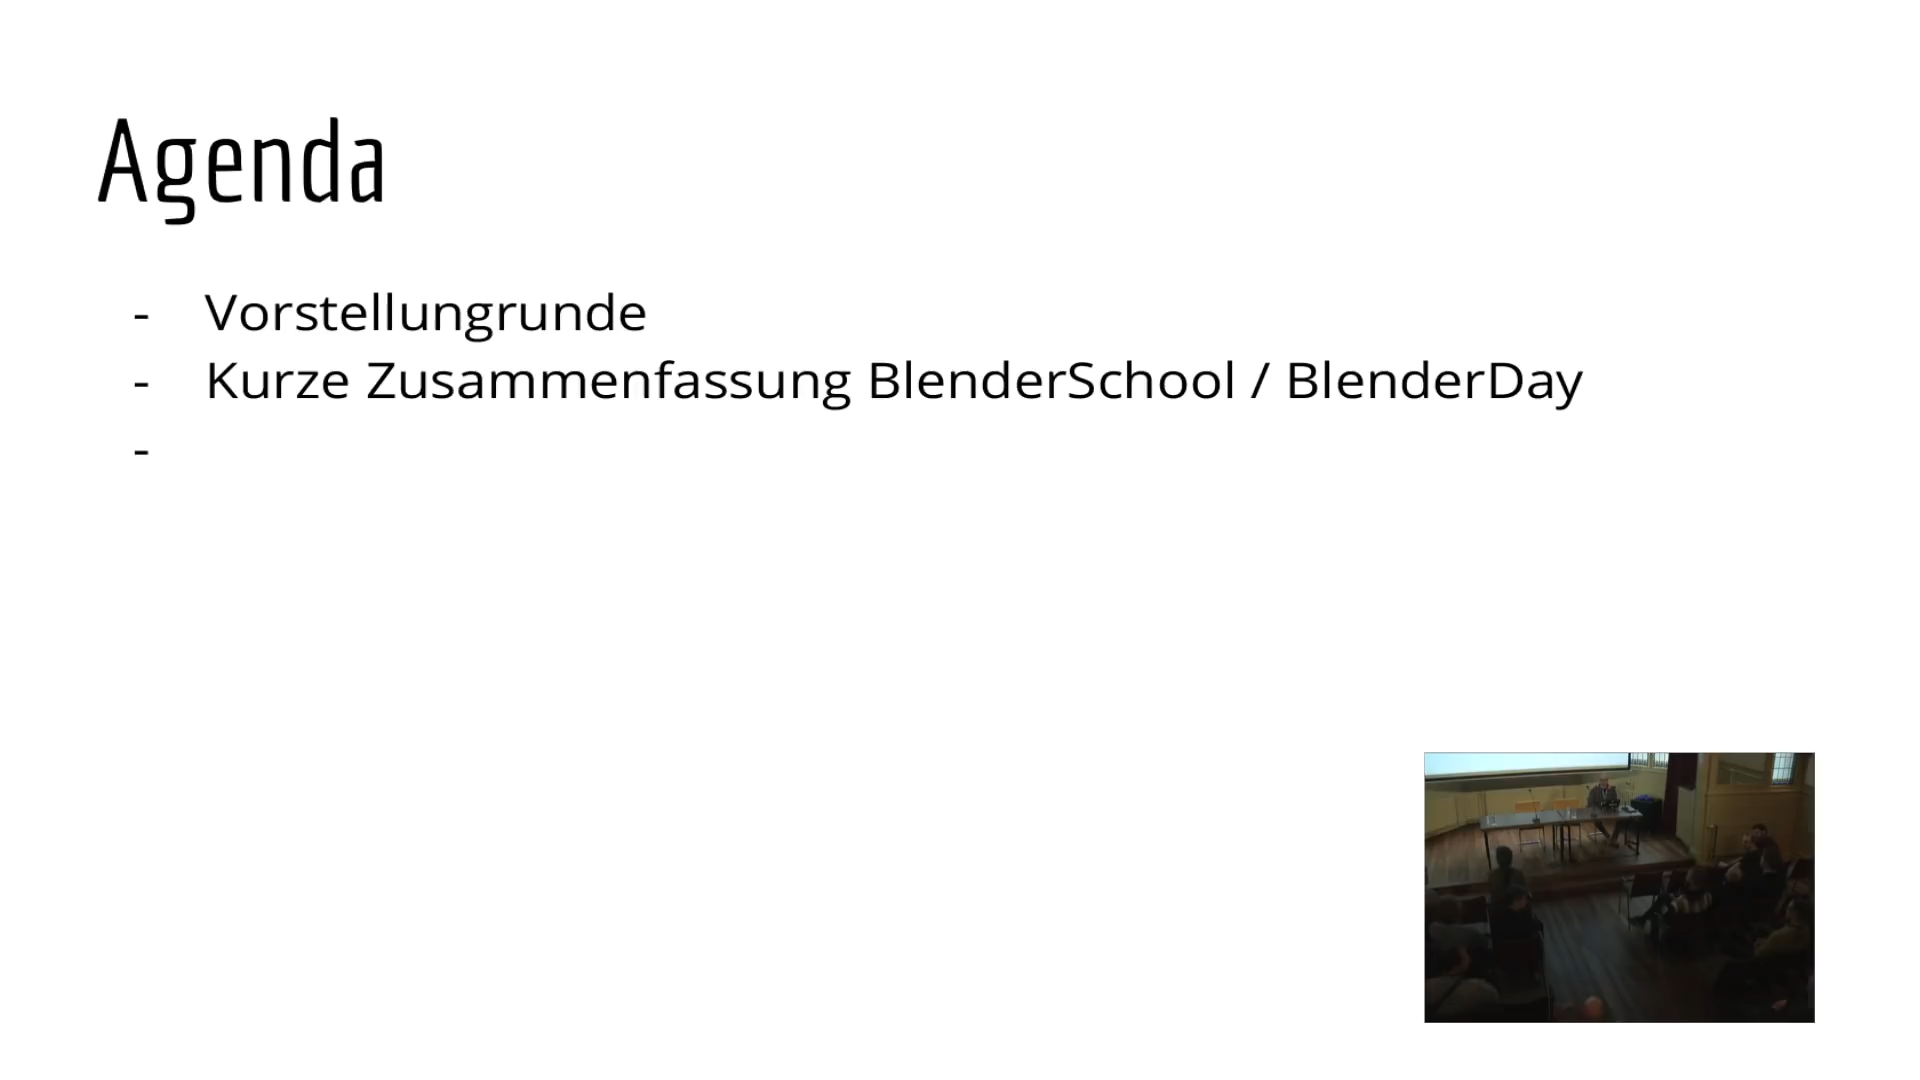 Agenda
- Vorstellungrunde
- Kurze Zusammenfassung BlenderSchool / BlenderDay
-